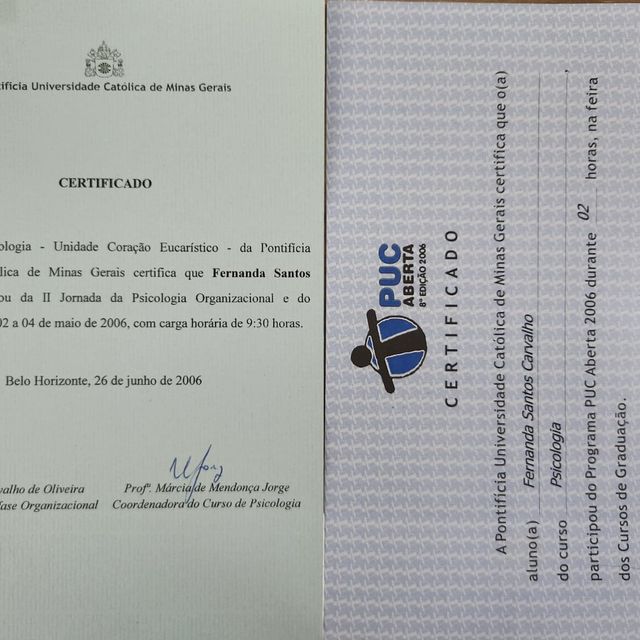 ifícia Universidade Católica de Minas Gerais
CERTIFICADO
ologia - Unidade Coração Eucarístico - da Pontifícia
lica de Minas Gerais certifica que Fernanda Santos
ou da II Jornada da Psicologia Organizacional e do
02 a 04 de maio de 2006, com carga horária de 9:30 horas.
Belo Horizonte, 26 de junho de 2006
valho de Oliveira
fase Organizacional
Profª. Márcia de Mendonça Jorge
Coordenadora do Curso de Psicologia
PUC
ABERTA
8ª EDIÇÃO 2006
CERTIFICADO
A Pontifícia Universidade Católica de Minas Gerais certifica que o(a)
aluno(a) Fernanda Santos Carvalho
do curso Psicologia,
participou do Programa PUC Aberta 2006 durante 02 horas, na feira
dos Cursos de Graduação.